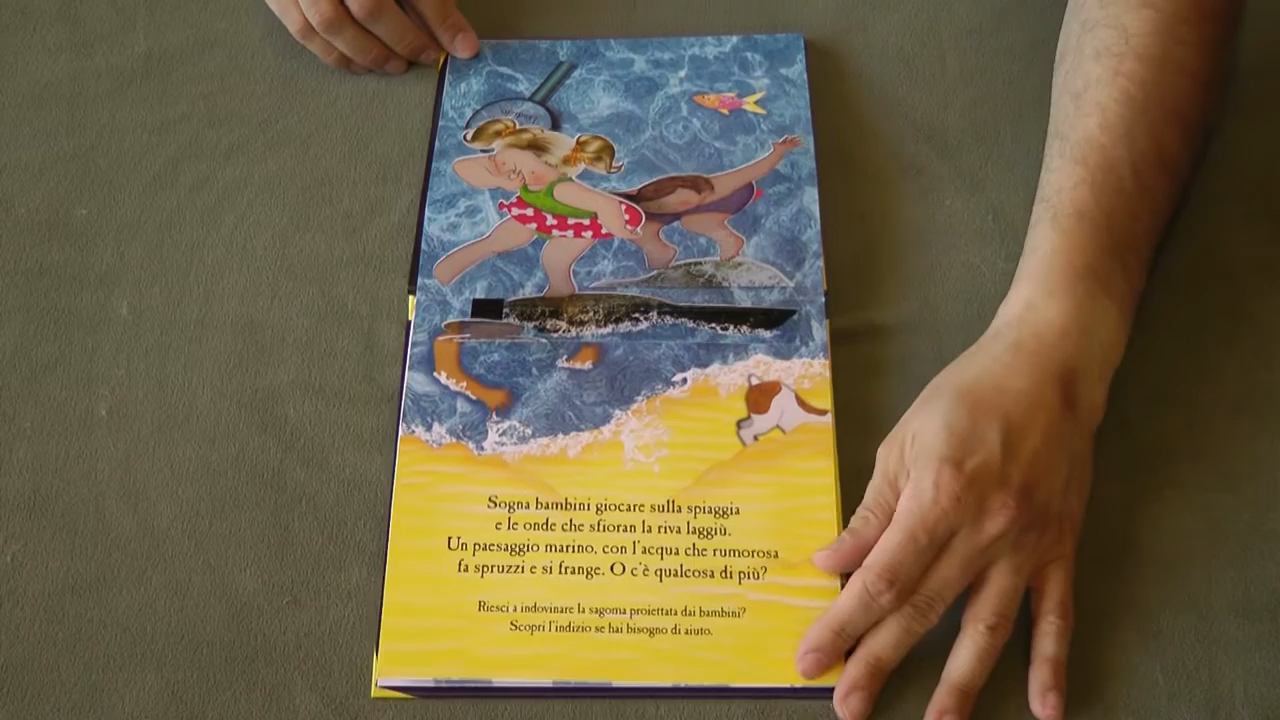 Sogna bambini giocare sulla spiaggia
e le onde che sfioran la riva laggiù.
Un paesaggio marino, con l'acqua che rumorosa
fa spruzzi e si frange. O c'è qualcosa di più?
Riesci a indovinare la sagoma proiettata dai bambini?
Scopri l'indizio se hai bisogno di aiuto.